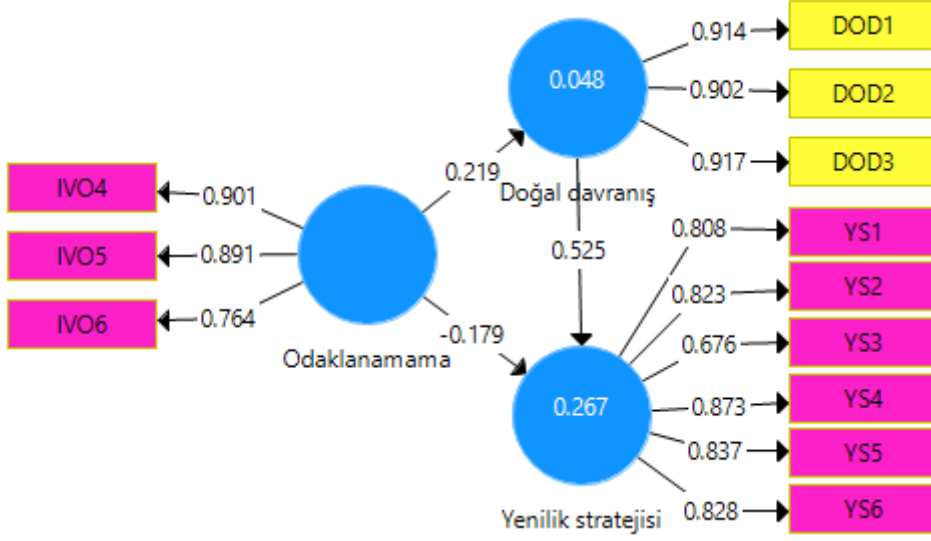 0.914
DOD1
0.048
0.902
DOD2
0.917
DOD3
IVO4
0.901
0.219
Doğal davranış
0.808
YS1
IVO5
0.891
0.525
0.823
YS2
IVO6
0.764
-0.179
0.676
YS3
Odaklanamama
0.267
0.873
YS4
0.837
YS5
0.828
YS6
Yenilik stratejisi